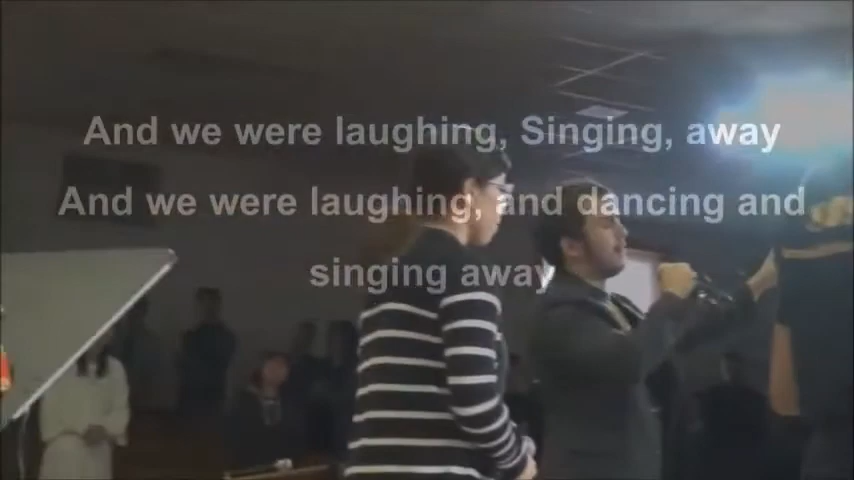 And we were laughing, Singing, away
And we were laughing, and dancing and
singing away